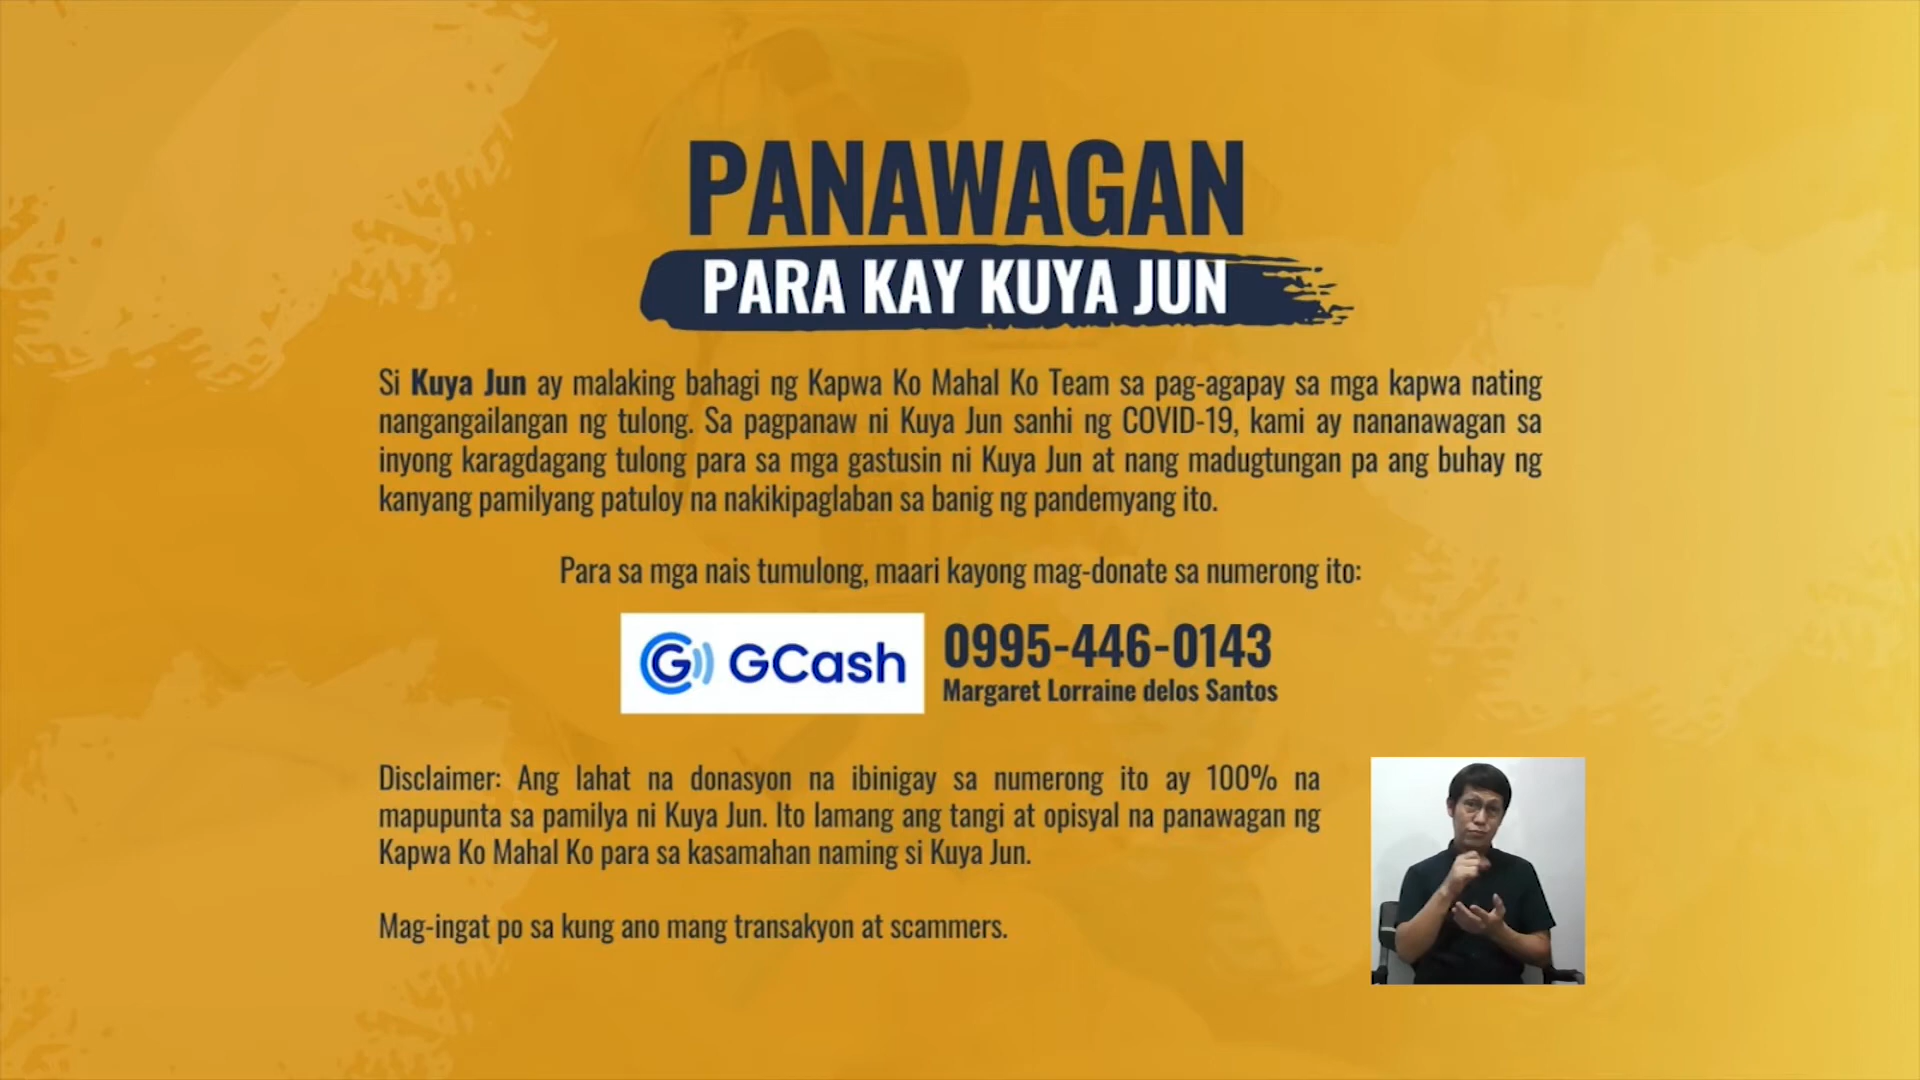 PANAWAGAN
PARA KAY KUYA JUN
Si Kuya Jun ay malaking bahagi ng Kapwa Ko Mahal Ko Team sa pag-agapay sa mga kapwa nating
nangangailangan ng tulong. Sa pagpanaw ni Kuya Jun sanhi ng COVID-19, kami ay nananawagan sa
inyong karagdagang tulong para sa mga gastusin ni Kuya Jun at nang madugtungan pa ang buhay ng
kanyang pamilyang patuloy na nakikipaglaban sa banig ng pandemyang ito.
Para sa mga nais tumulong, maari kayong mag-donate sa numerong ito:
GCash
0995-446-0143
Margaret Lorraine delos Santos
Disclaimer: Ang lahat na donasyon na ibinigay sa numerong ito ay 100% na
mapupunta sa pamilya ni Kuya Jun. Ito lamang ang tangi at opisyal na panawagan ng
Kapwa Ko Mahal Ko para sa kasamahan naming si Kuya Jun.
Mag-ingat po sa kung ano mang transakyon at scammers.